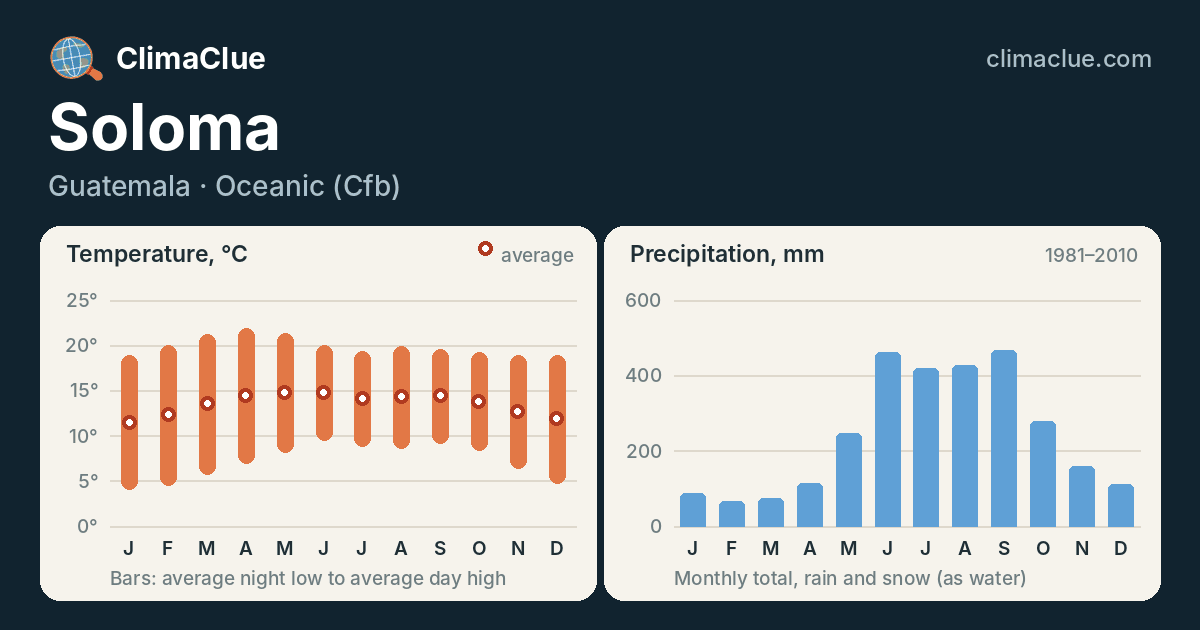 ClimaClue
climaclue.com
Soloma
Guatemala · Oceanic (Cfb)
Temperature, °C
average
25°
20°
15°
10°
5°
0°
J F M A M J J A S O N D
Bars: average night low to average day high
Precipitation, mm
1981–2010
600
400
200
0
J F M A M J J A S O N D
Monthly total, rain and snow (as water)